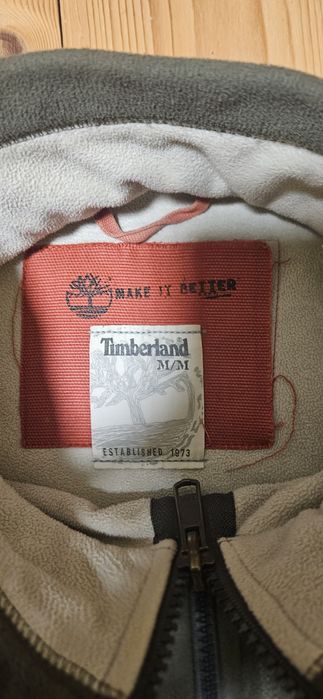 MAKE IT BETTER
Timberland
M/M
ESTABLISHED 1973